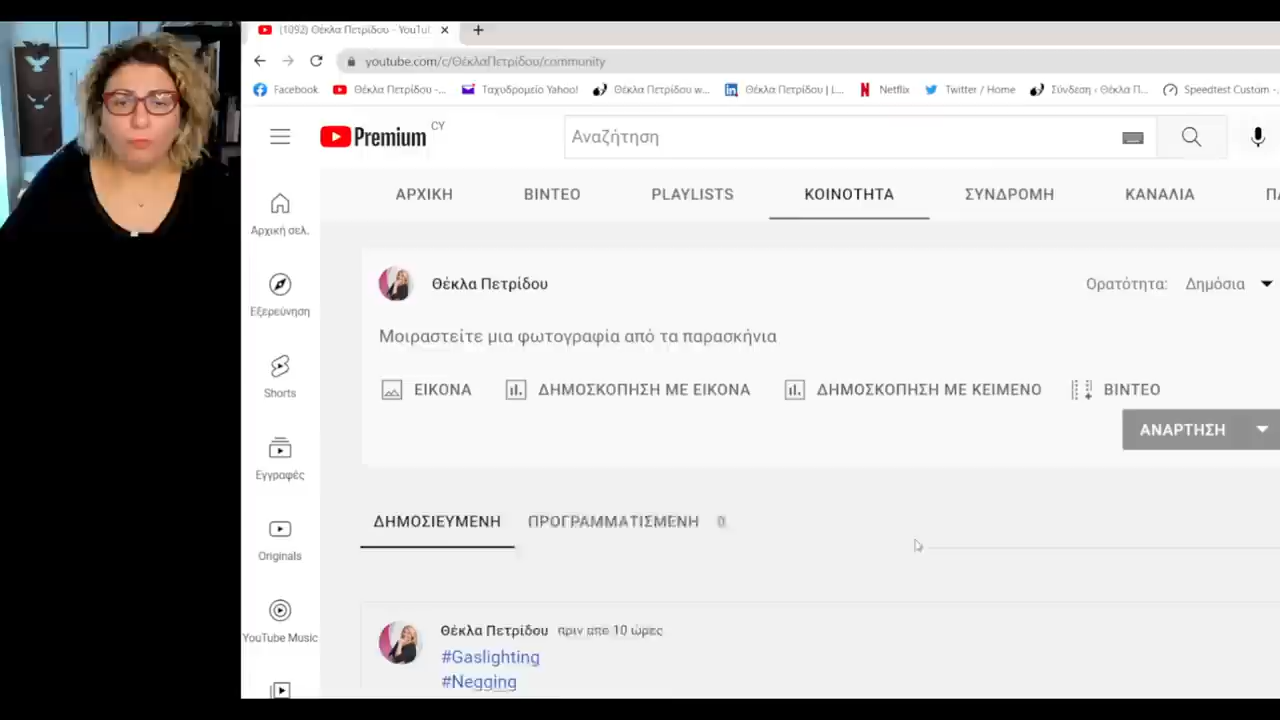 (1092) Θέκλα Πετρίδου - YouTub
youtube.com/c/ΘέκλαΠετρίδου/community
Facebook Θέκλα Πετρίδου -... Ταχυδρομείο Yahoo! Θέκλα Πετρίδου w... Θέκλα Πετρίδου | L... Netflix Twitter / Home Σύνδεση ‹ Θέκλα Π... Speedtest Custom -...
Premium CY
Αναζήτηση
ΑΡΧΙΚΗ ΒΙΝΤΕΟ PLAYLISTS ΚΟΙΝΟΤΗΤΑ ΣΥΝΔΡΟΜΗ ΚΑΝΑΛΙΑ
Αρχική σελ.
Εξερεύνηση
Shorts
Εγγραφές
Originals
YouTube Music
Θέκλα Πετρίδου
Ορατότητα: Δημόσια
Μοιραστείτε μια φωτογραφία από τα παρασκήνια
ΕΙΚΟΝΑ ΔΗΜΟΣΚΟΠΗΣΗ ΜΕ ΕΙΚΟΝΑ ΔΗΜΟΣΚΟΠΗΣΗ ΜΕ ΚΕΙΜΕΝΟ ΒΙΝΤΕΟ
ΑΝΑΡΤΗΣΗ
ΔΗΜΟΣΙΕΥΜΕΝΗ ΠΡΟΓΡΑΜΜΑΤΙΣΜΕΝΗ 0
Θέκλα Πετρίδου πριν από 10 ώρες
#Gaslighting
#Negging